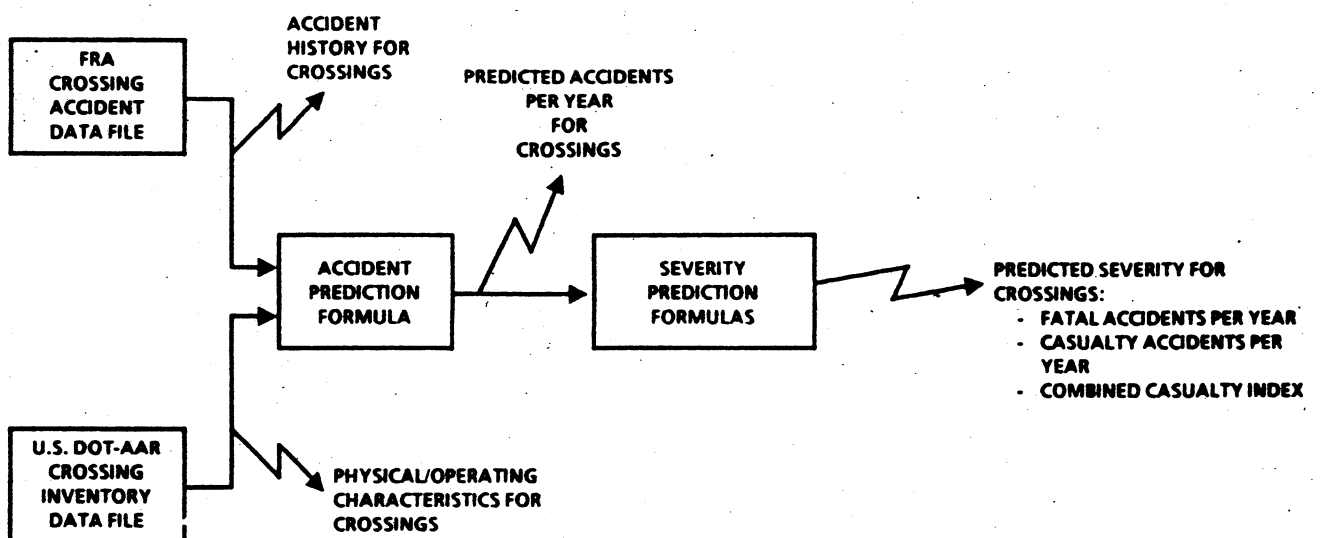 FRA
CROSSING
ACCIDENT
DATA FILE
ACCIDENT
HISTORY FOR
CROSSINGS
PREDICTED ACCIDENTS
PER YEAR
FOR
CROSSINGS
ACCIDENT
PREDICTION
FORMULA
SEVERITY
PREDICTION
FORMULAS
PREDICTED SEVERITY FOR
CROSSINGS:
- FATAL ACCIDENTS PER YEAR
- CASUALTY ACCIDENTS PER
YEAR
- COMBINED CASUALTY INDEX
U.S. DOT-AAR
CROSSING
INVENTORY
DATA FILE
PHYSICAL/OPERATING
CHARACTERISTICS FOR
CROSSINGS